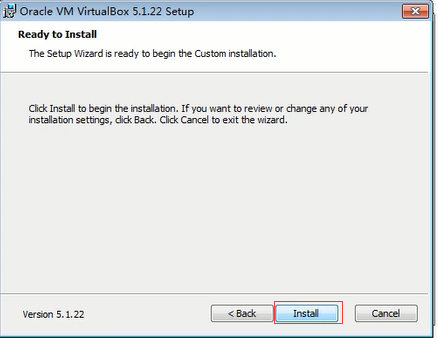 Oracle VM VirtualBox 5.1.22 Setup
Ready to Install
The Setup Wizard is ready to begin the Custom installation.
Click Install to begin the installation. If you want to review or change any of your
installation settings, click Back. Click Cancel to exit the wizard.
Version 5.1.22
< Back
Install
Cancel